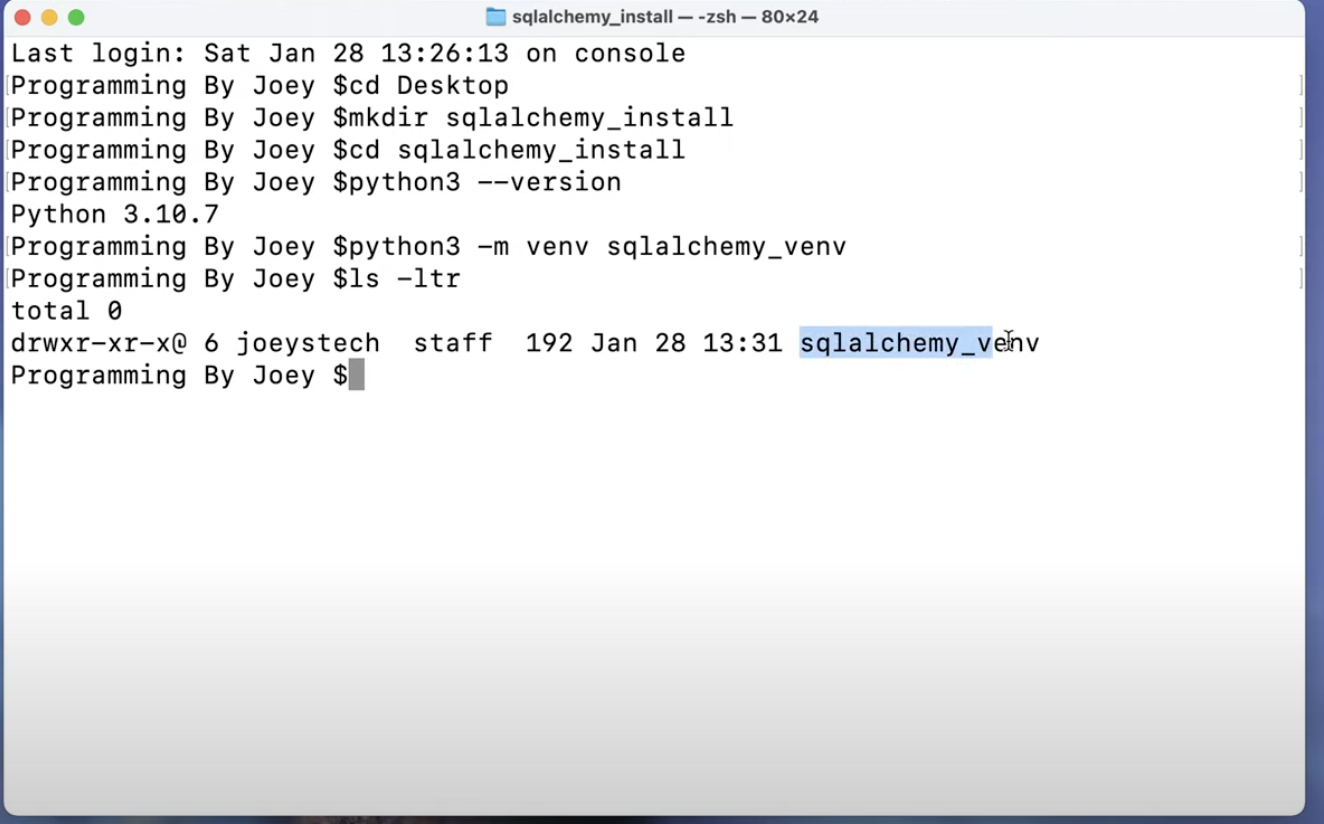 sqlalchemy_install — -zsh — 80×24
Last login: Sat Jan 28 13:26:13 on console
[Programming By Joey $cd Desktop ]
[Programming By Joey $mkdir sqlalchemy_install ]
[Programming By Joey $cd sqlalchemy_install ]
[Programming By Joey $python3 --version ]
Python 3.10.7
[Programming By Joey $python3 -m venv sqlalchemy_venv ]
[Programming By Joey $ls -ltr ]
total 0
drwxr-xr-x@ 6 joeystech  staff  192 Jan 28 13:31 sqlalchemy_venv
Programming By Joey $